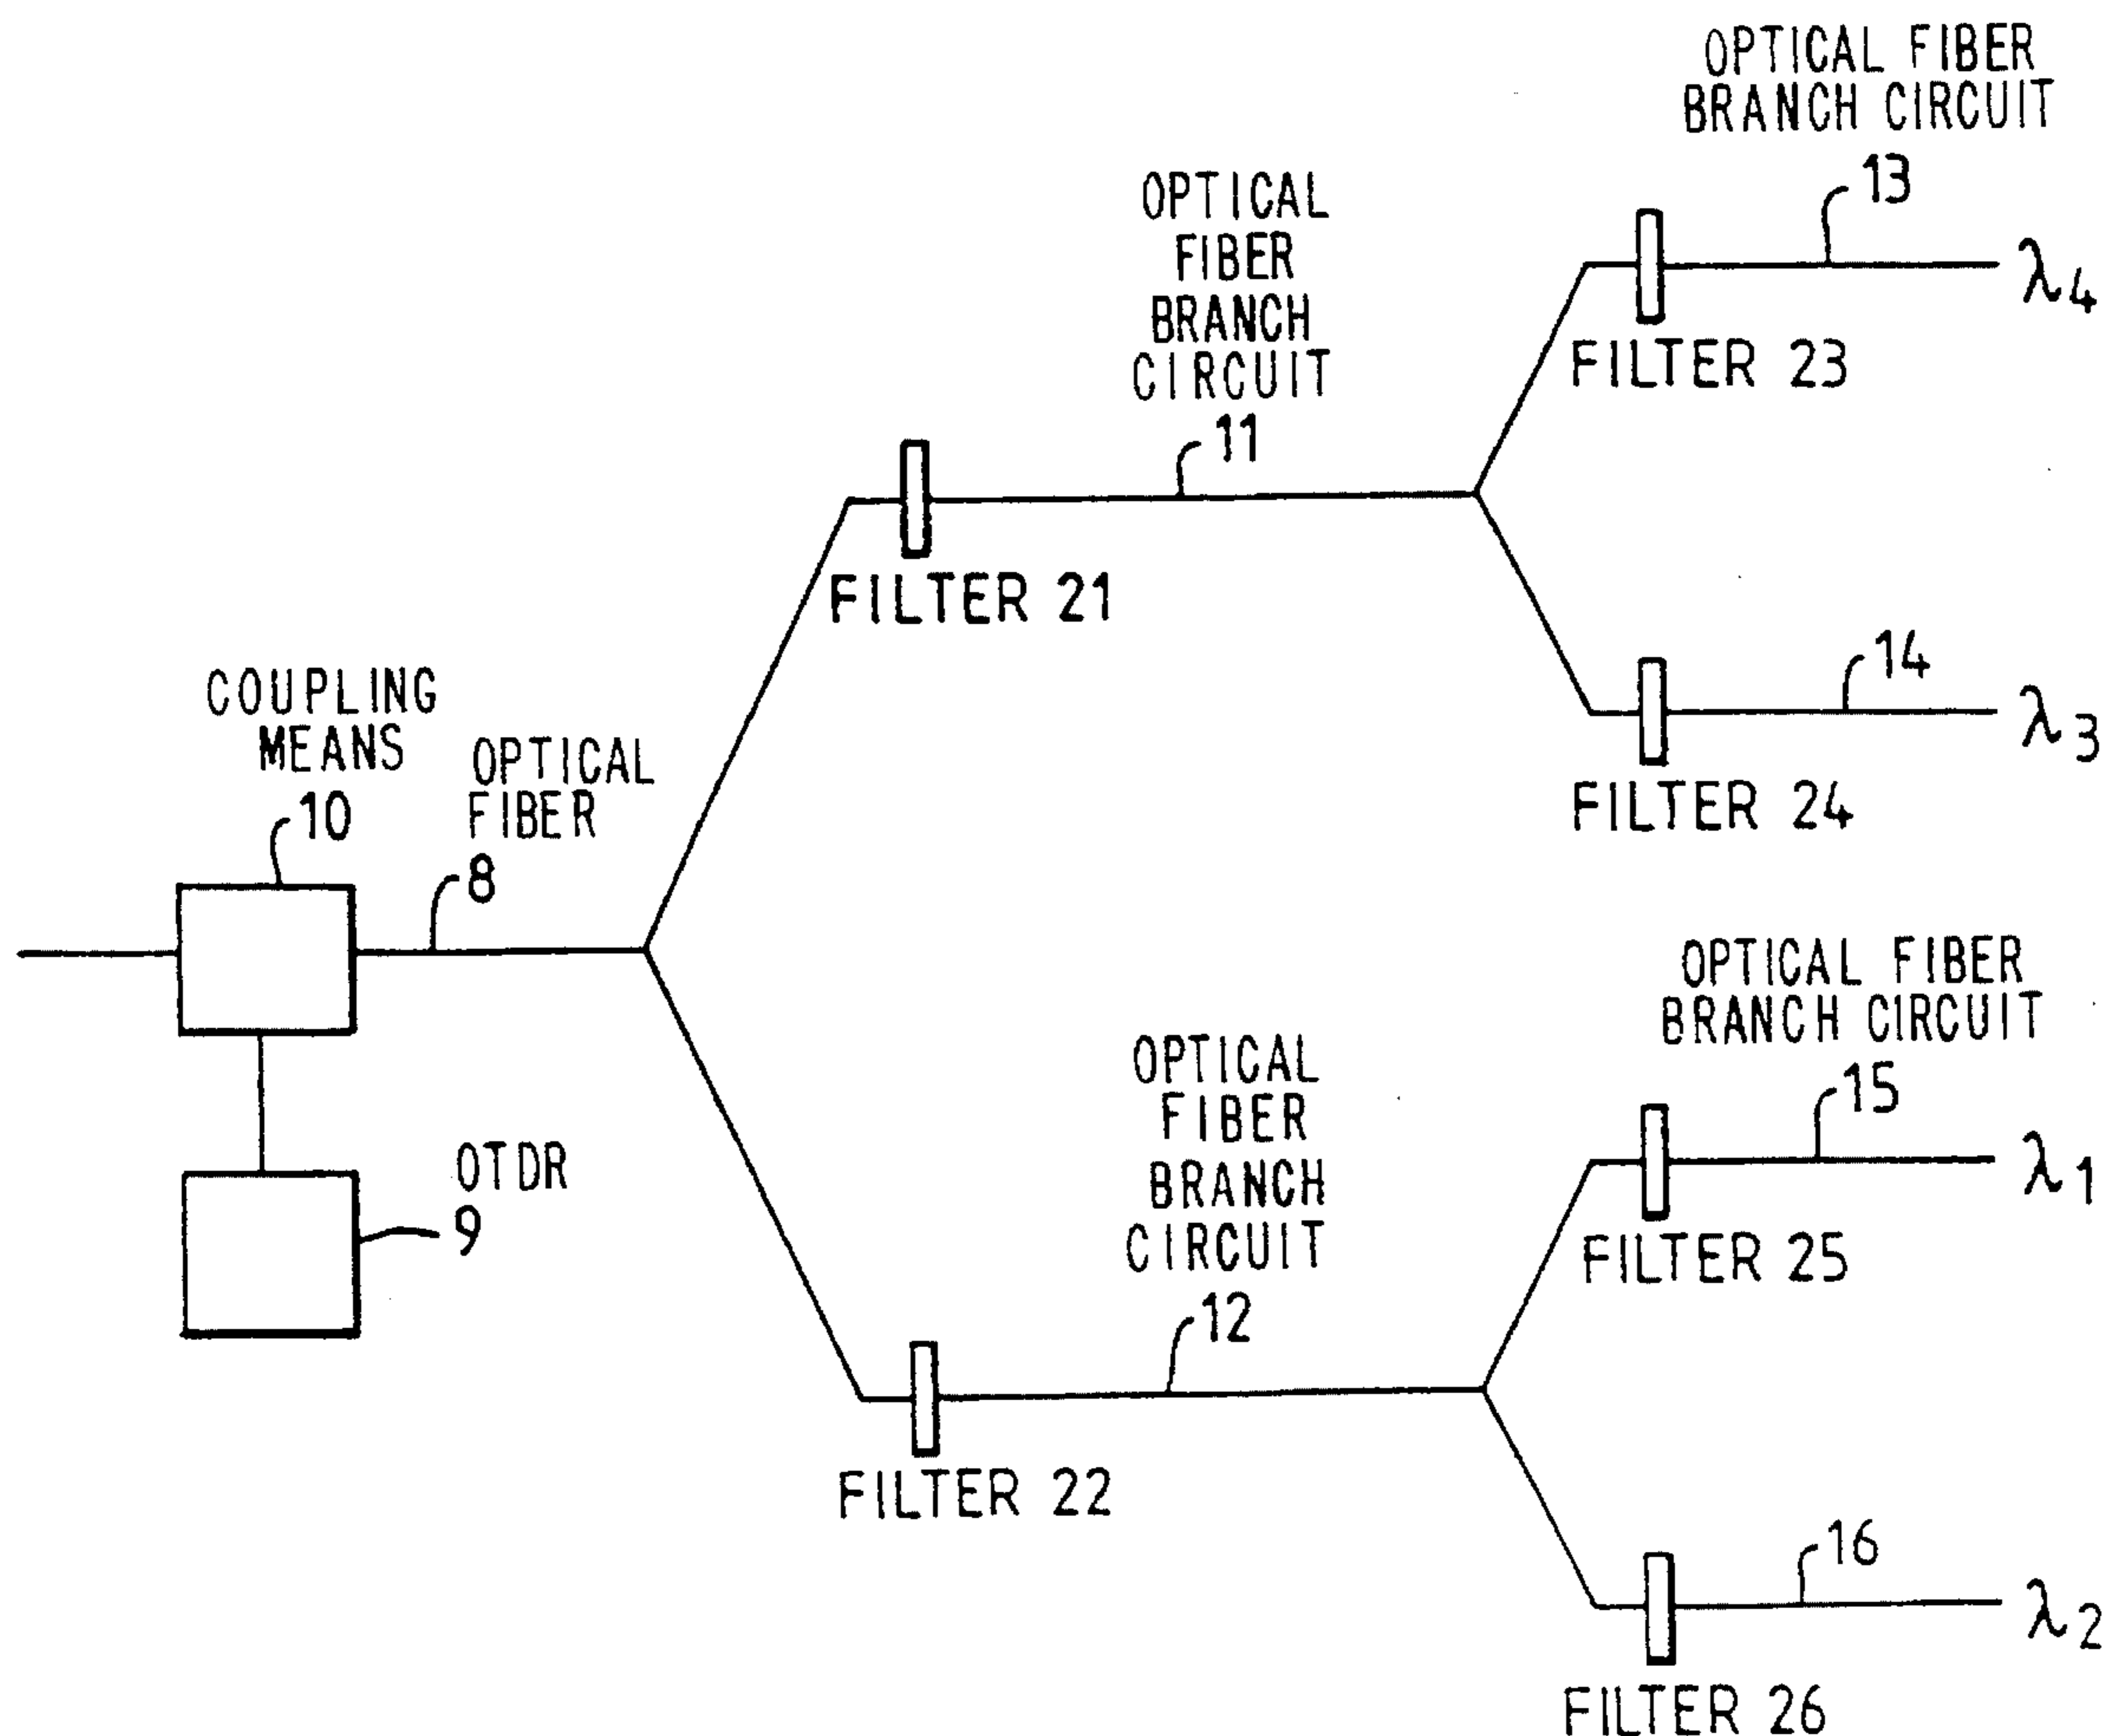 OPTICAL FIBER
BRANCH CIRCUIT
13
λ4
FILTER 23
OPTICAL
FIBER
BRANCH
CIRCUIT
11
FILTER 21
14
λ3
FILTER 24
COUPLING
MEANS
10
OPTICAL
FIBER
8
OTDR
9
OPTICAL FIBER
BRANCH CIRCUIT
15
λ1
FILTER 25
OPTICAL
FIBER
BRANCH
CIRCUIT
12
FILTER 22
16
λ2
FILTER 26